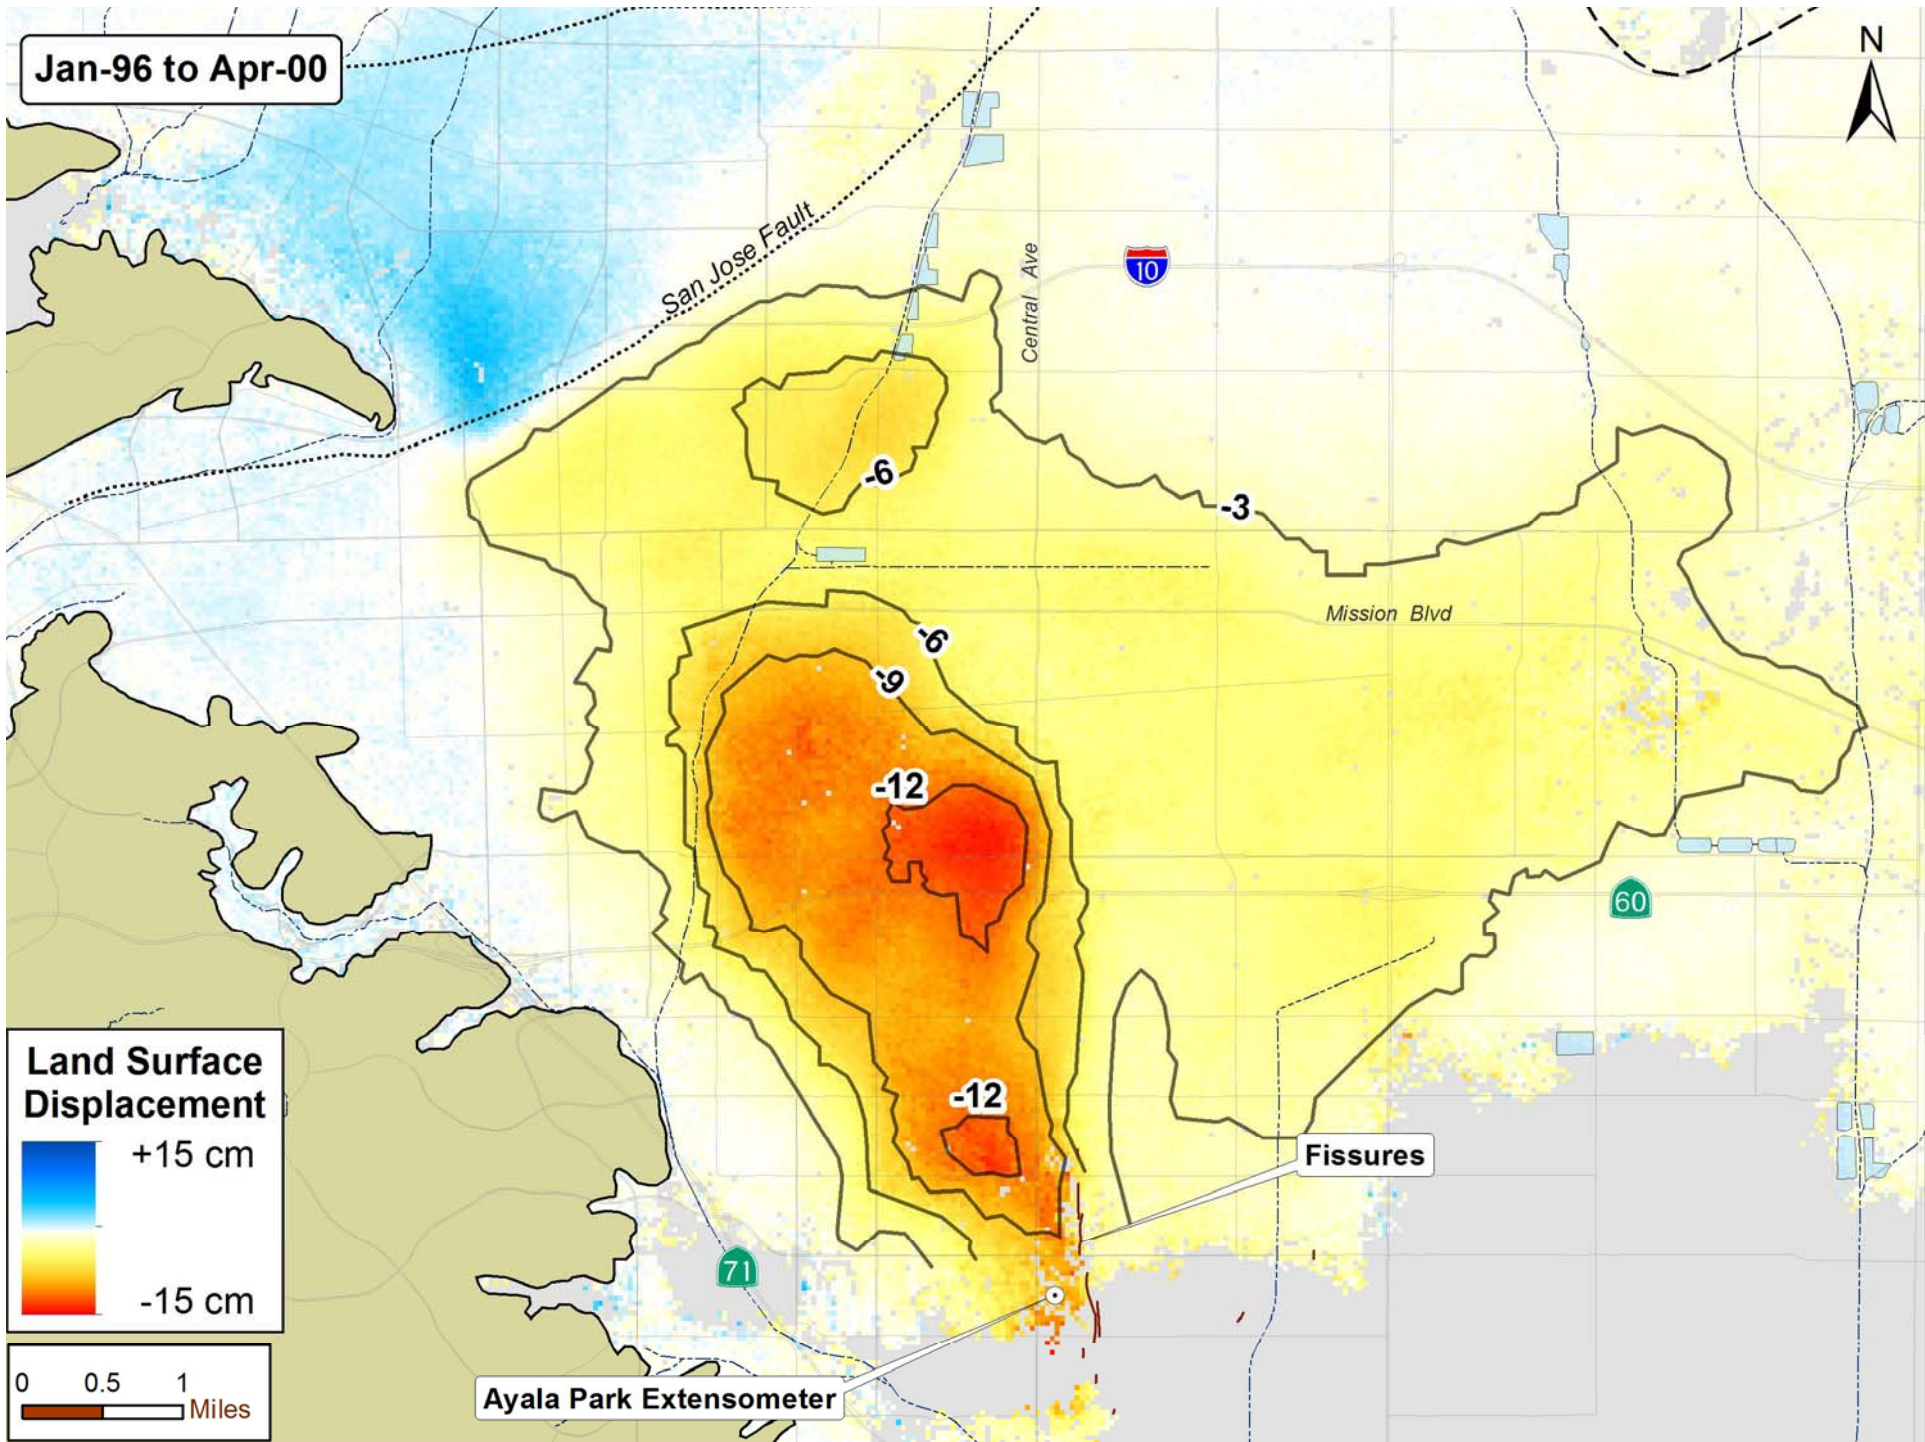 Jan-96 to Apr-00
N
San Jose Fault
Central Ave
10
-6
-3
Mission Blvd
-6
-9
-12
60
-12
Fissures
71
Ayala Park Extensometer
Land Surface
Displacement
+15 cm
-15 cm
0 0.5 1
Miles